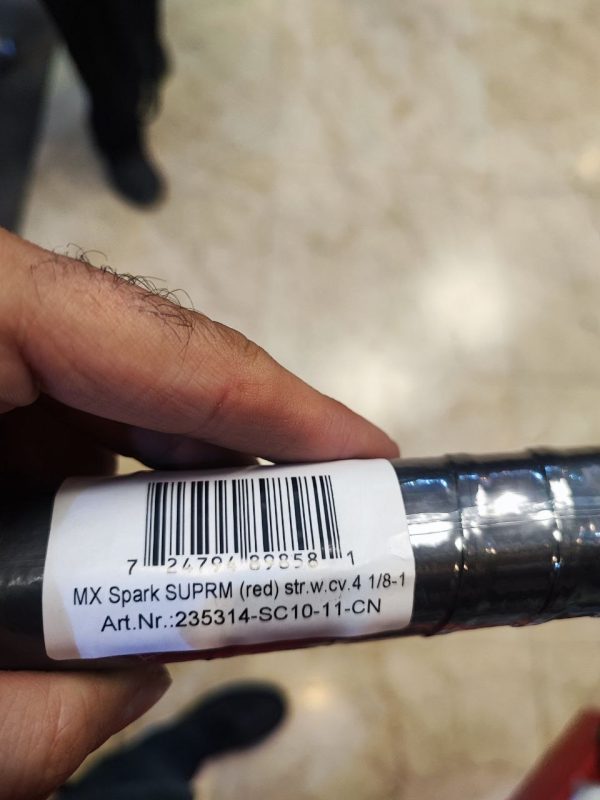 7 24794 89858 1
MX Spark SUPRM (red) str.w.cv.4 1/8-1
Art.Nr.:235314-SC10-11-CN